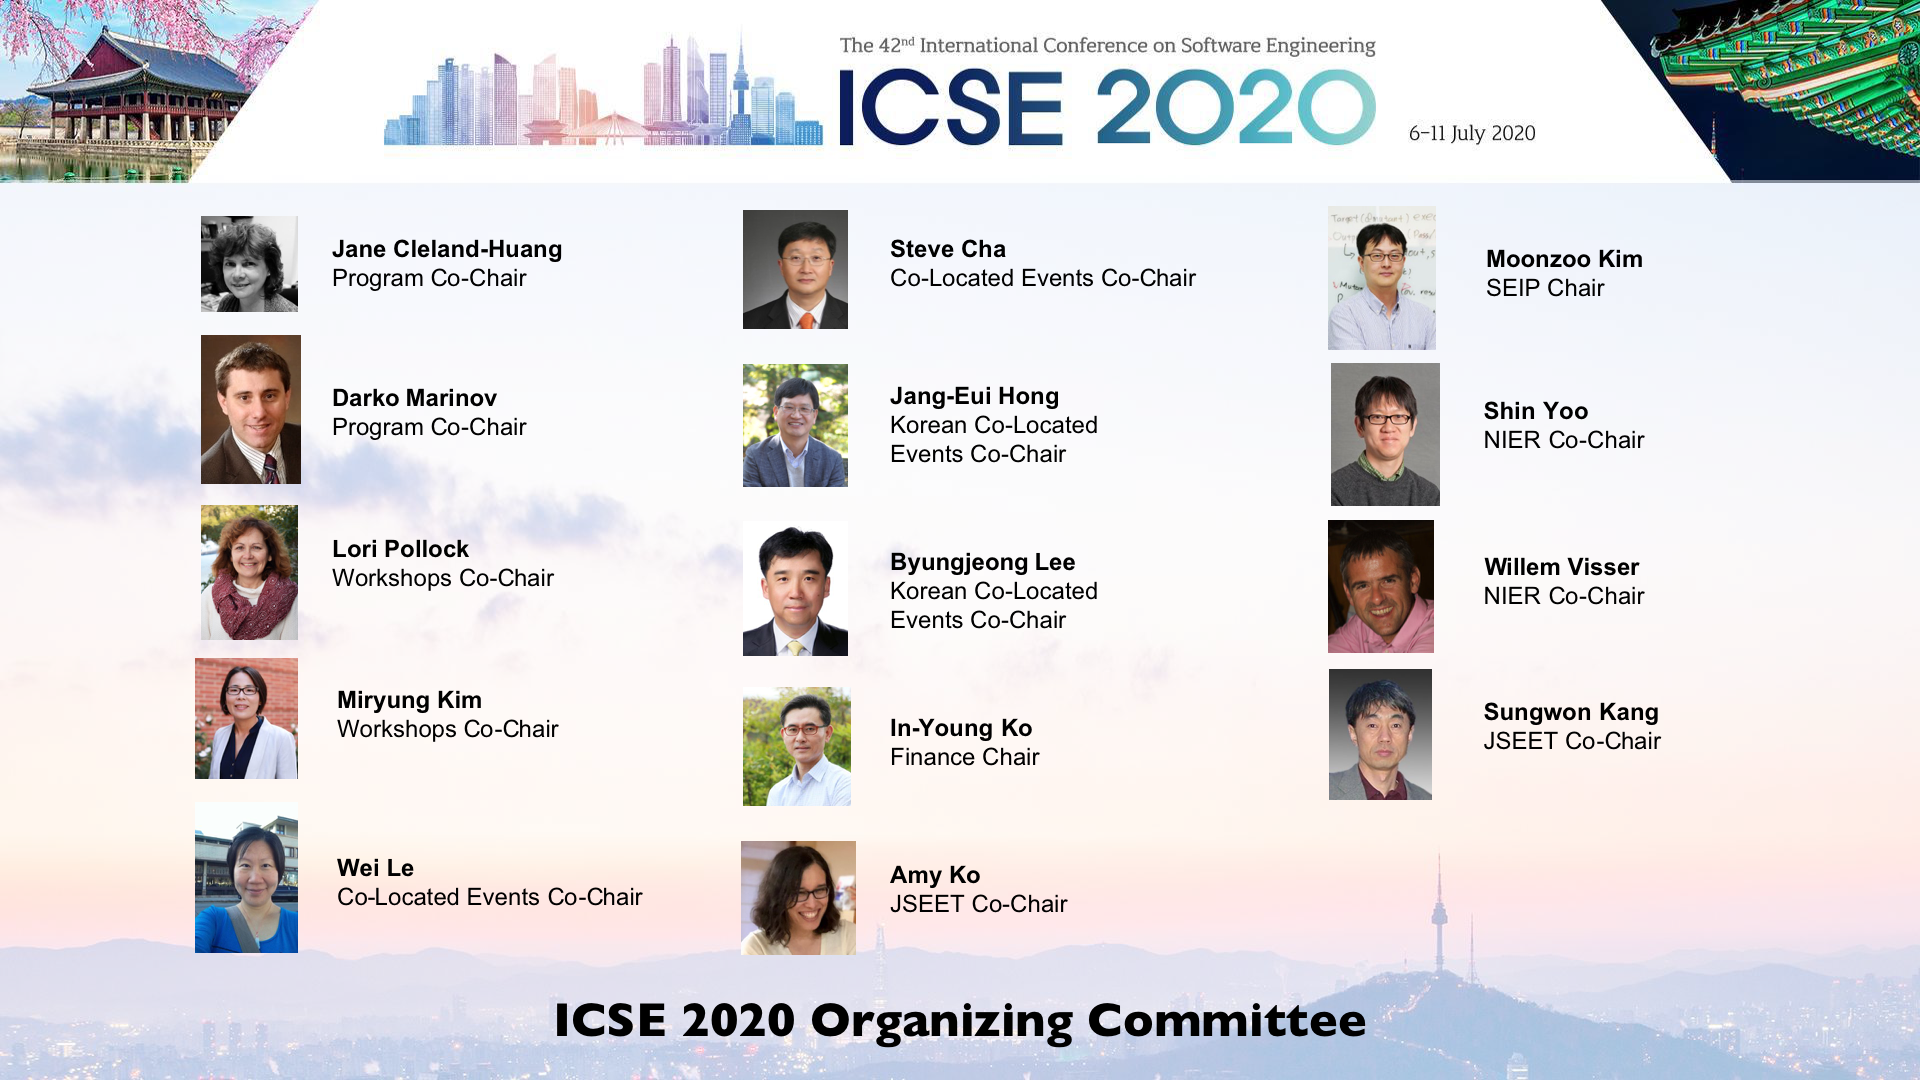 The 42nd International Conference on Software Engineering
ICSE 2020
6-11 July 2020
Jane Cleland-Huang
Program Co-Chair
Darko Marinov
Program Co-Chair
Lori Pollock
Workshops Co-Chair
Miryung Kim
Workshops Co-Chair
Wei Le
Co-Located Events Co-Chair
Steve Cha
Co-Located Events Co-Chair
Jang-Eui Hong
Korean Co-Located
Events Co-Chair
Byungjeong Lee
Korean Co-Located
Events Co-Chair
In-Young Ko
Finance Chair
Amy Ko
JSEET Co-Chair
Moonzoo Kim
SEIP Chair
Shin Yoo
NIER Co-Chair
Willem Visser
NIER Co-Chair
Sungwon Kang
JSEET Co-Chair
ICSE 2020 Organizing Committee